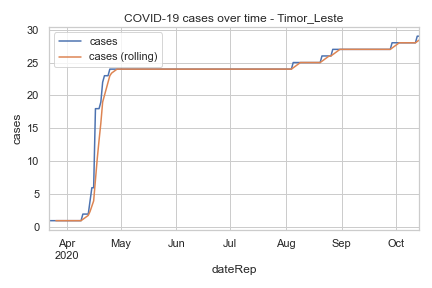 COVID-19 cases over time - Timor_Leste
cases
cases (rolling)
30
25
20
15
10
5
0
cases
Apr
2020
May
Jun
Jul
Aug
Sep
Oct
dateRep